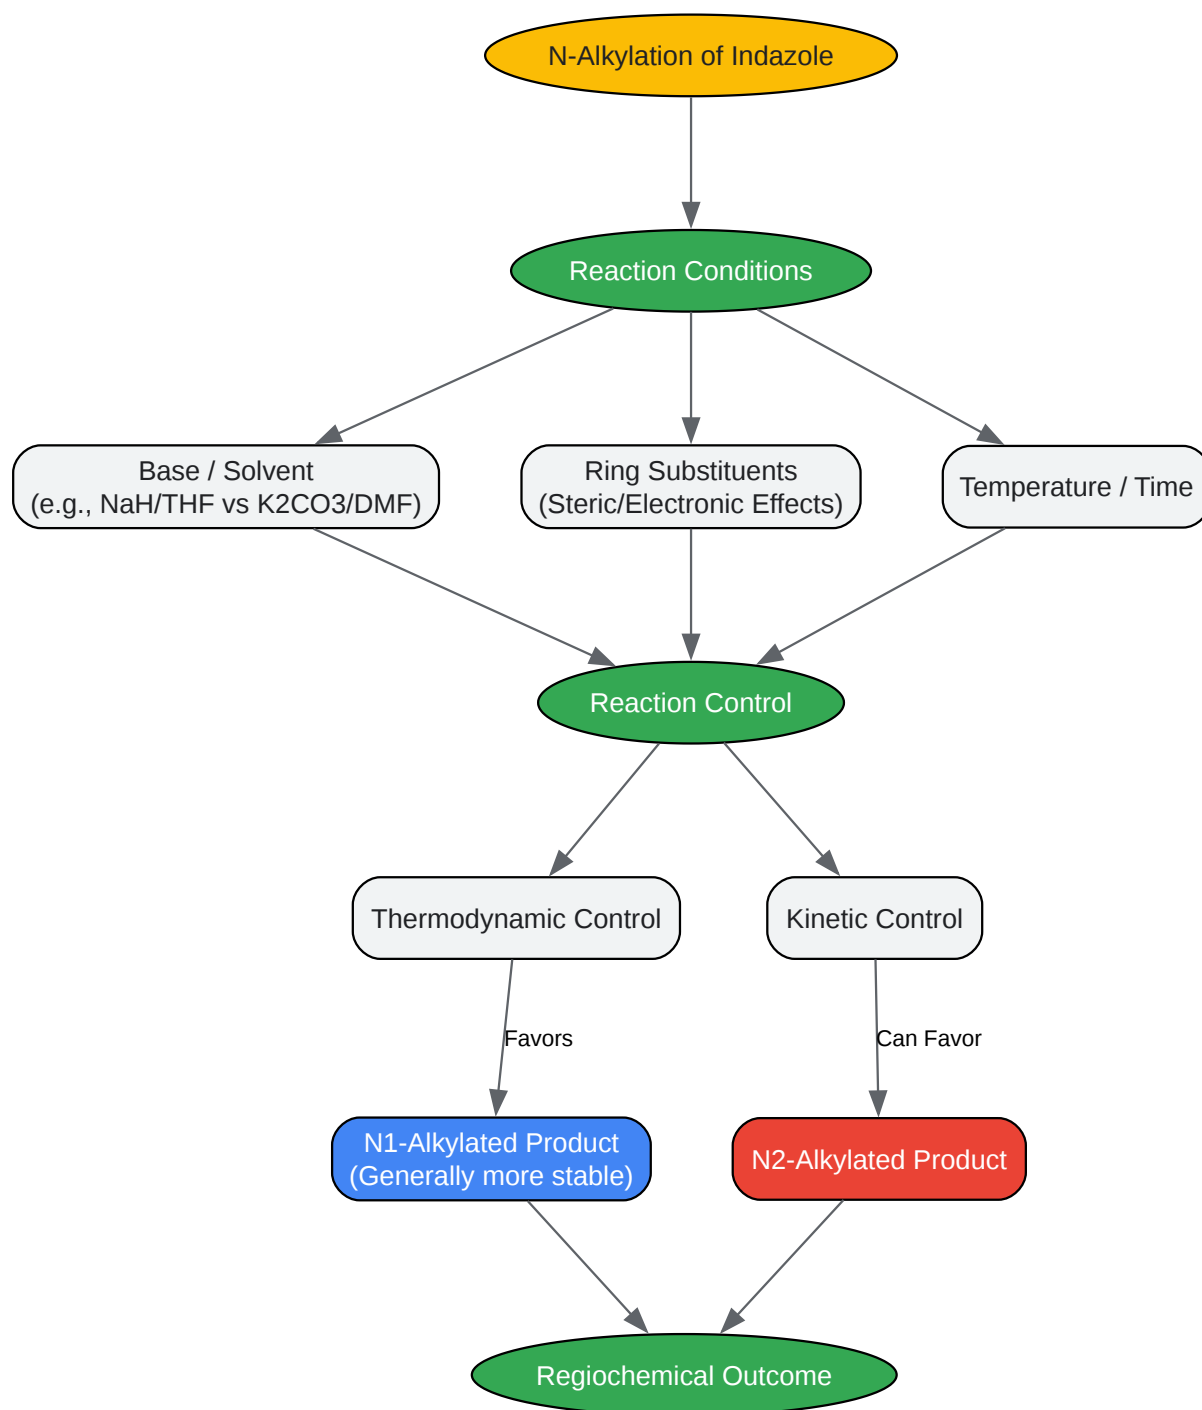 N-Alkylation of Indazole
Reaction Conditions
Base / Solvent
(e.g., NaH/THF vs K2CO3/DMF)
Ring Substituents
(Steric/Electronic Effects)
Temperature / Time
Reaction Control
Thermodynamic Control
Kinetic Control
Favors
Can Favor
N1-Alkylated Product
(Generally more stable)
N2-Alkylated Product
Regiochemical Outcome